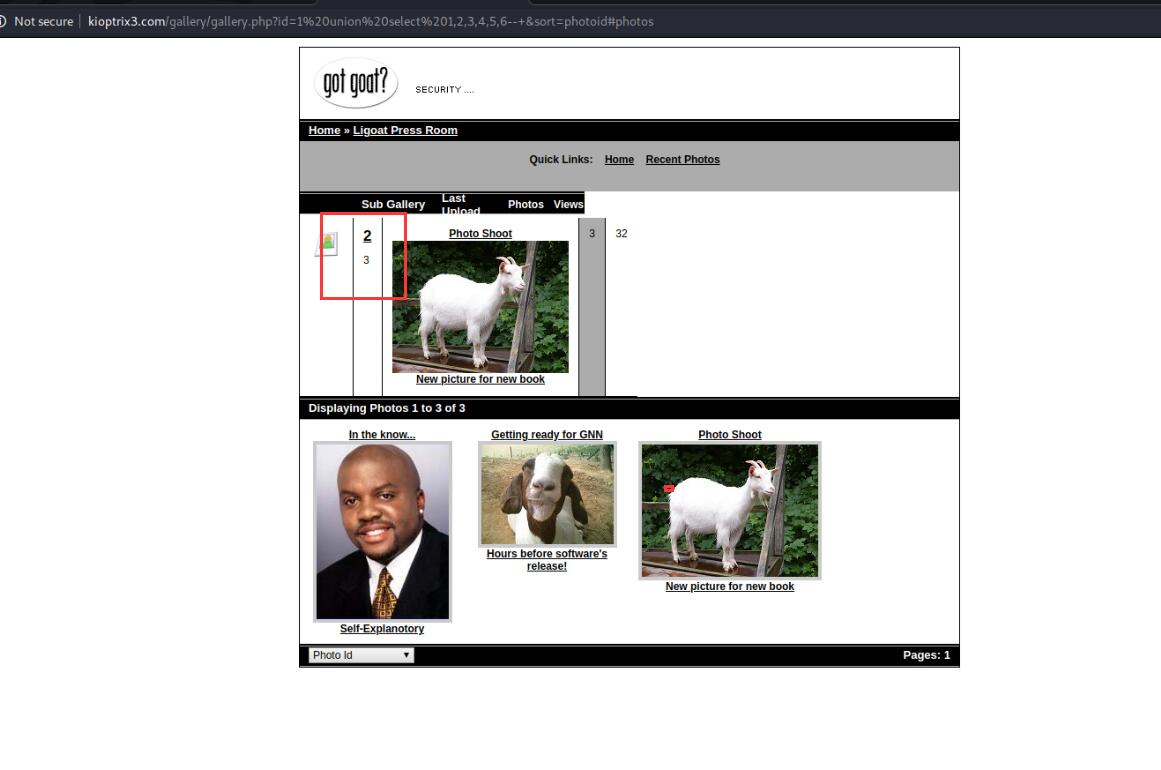 Not secure | kioptrix3.com/gallery/gallery.php?id=1%20union%20select%201,2,3,4,5,6--+&sort=photoid#photos
got goat?
SECURITY ....
Home » Ligoat Press Room
Quick Links: Home Recent Photos
Sub Gallery Last Upload Photos Views
2
3
Photo Shoot
New picture for new book
3
32
Displaying Photos 1 to 3 of 3
In the know...
Self-Explanotory
Getting ready for GNN
Hours before software's
release!
Photo Shoot
New picture for new book
Photo Id
Pages: 1